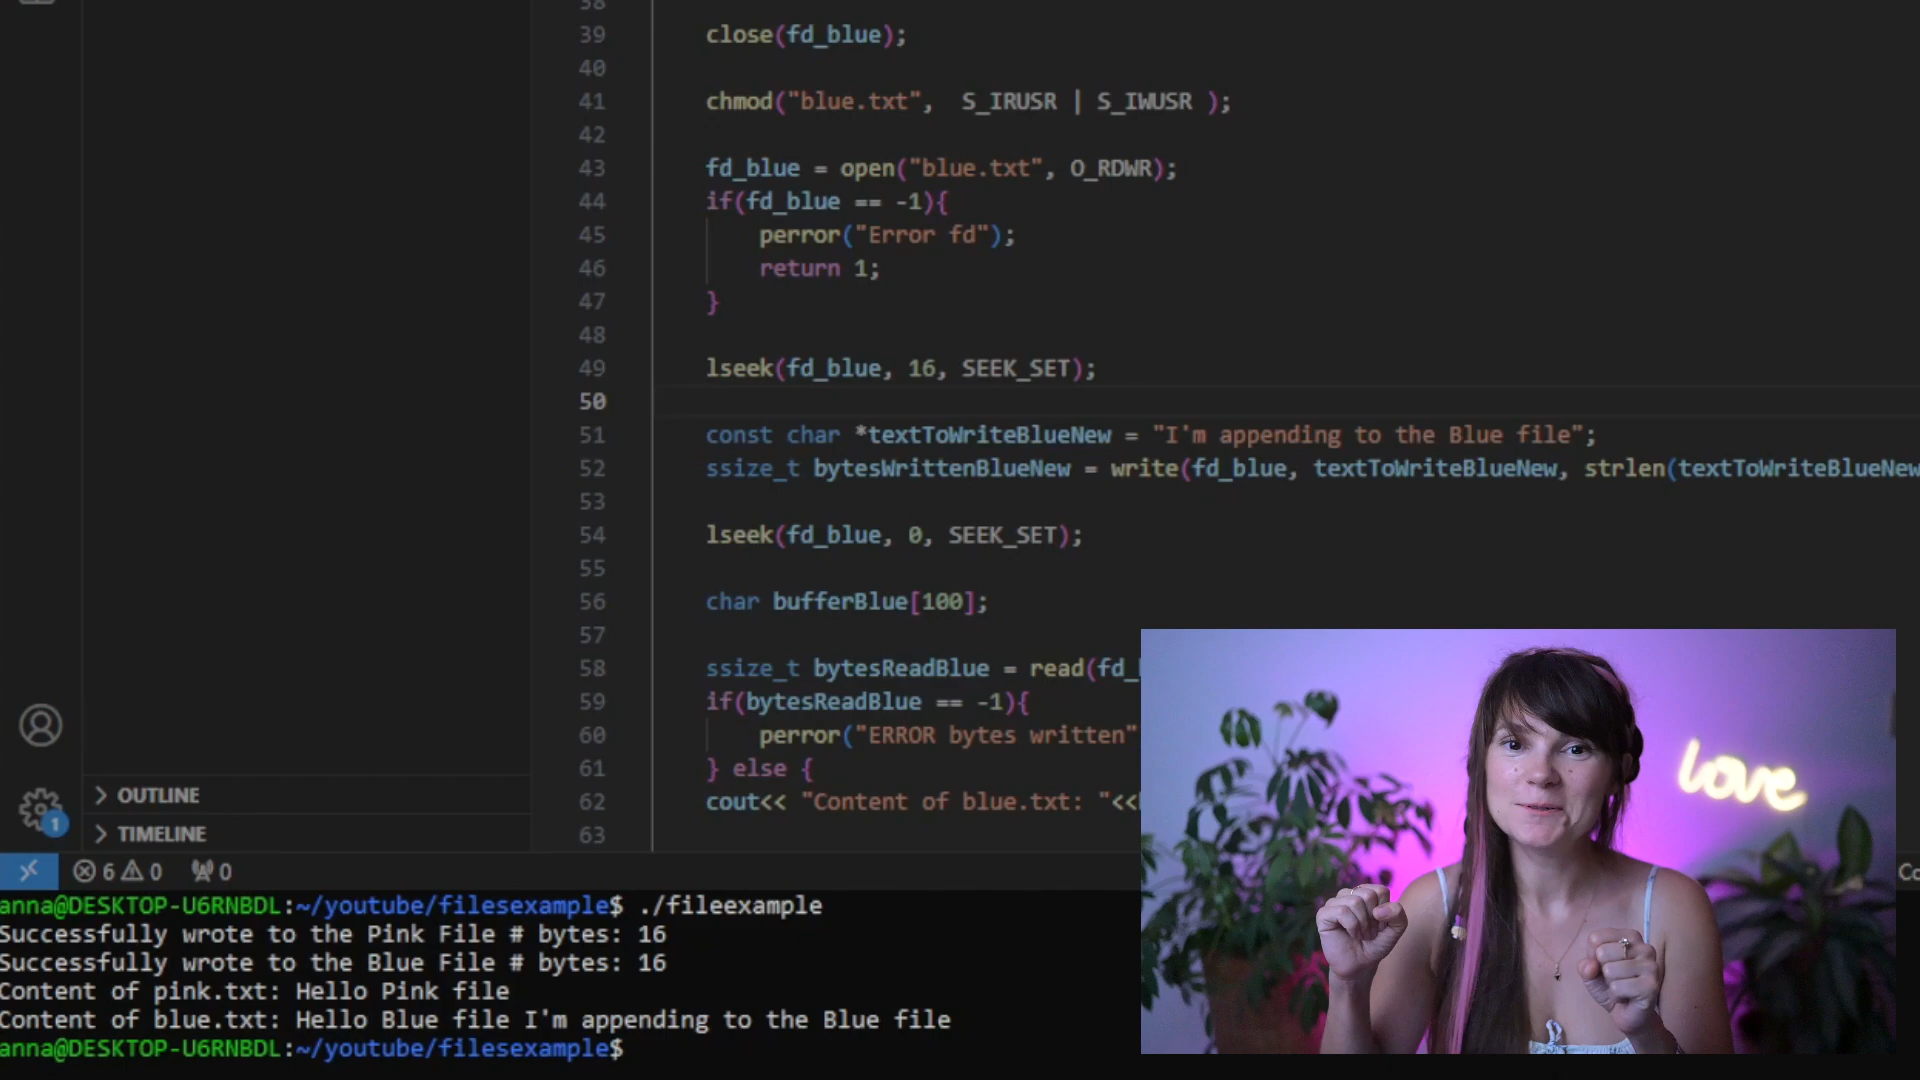 38
39 close(fd_blue);
40
41 chmod("blue.txt",  S_IRUSR | S_IWUSR );
42
43 fd_blue = open("blue.txt", O_RDWR);
44 if(fd_blue == -1){
45 perror("Error fd");
46 return 1;
47 }
48
49 lseek(fd_blue, 16, SEEK_SET);
50
51 const char *textToWriteBlueNew = "I'm appending to the Blue file";
52 ssize_t bytesWrittenBlueNew = write(fd_blue, textToWriteBlueNew, strlen(textToWriteBlueNew
53
54 lseek(fd_blue, 0, SEEK_SET);
55
56 char bufferBlue[100];
57
58 ssize_t bytesReadBlue = read(fd_
59 if(bytesReadBlue == -1){
60 perror("ERROR bytes written"
61 } else {
62 cout<< "Content of blue.txt: "<<
63
OUTLINE
TIMELINE
1
6 0 0
Co
love
anna@DESKTOP-U6RNBDL:~/youtube/filesexample$ ./fileexample
Successfully wrote to the Pink File # bytes: 16
Successfully wrote to the Blue File # bytes: 16
Content of pink.txt: Hello Pink file
Content of blue.txt: Hello Blue file I'm appending to the Blue file
anna@DESKTOP-U6RNBDL:~/youtube/filesexample$